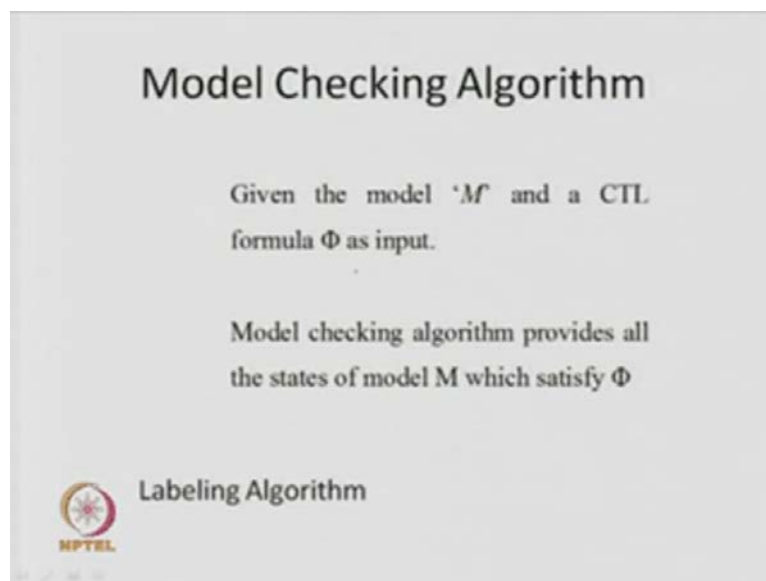 Model Checking Algorithm
Given the model ‘M’ and a CTL
formula Φ as input.
Model checking algorithm provides all
the states of model M which satisfy Φ
Labeling Algorithm
NPTEL